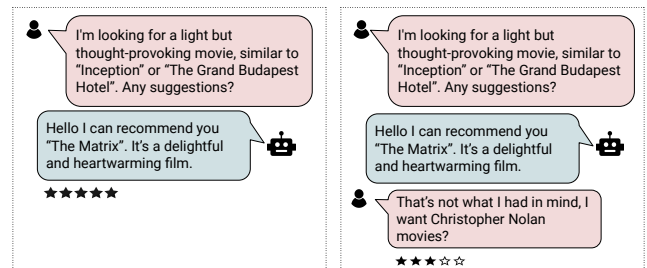 I'm looking for a light but
thought-provoking movie, similar to
“Inception” or “The Grand Budapest
Hotel”. Any suggestions?
Hello I can recommend you
“The Matrix”. It's a delightful
and heartwarming film.
I'm looking for a light but
thought-provoking movie, similar to
“Inception” or “The Grand Budapest
Hotel”. Any suggestions?
Hello I can recommend you
“The Matrix”. It's a delightful
and heartwarming film.
That's not what I had in mind, I
want Christopher Nolan
movies?